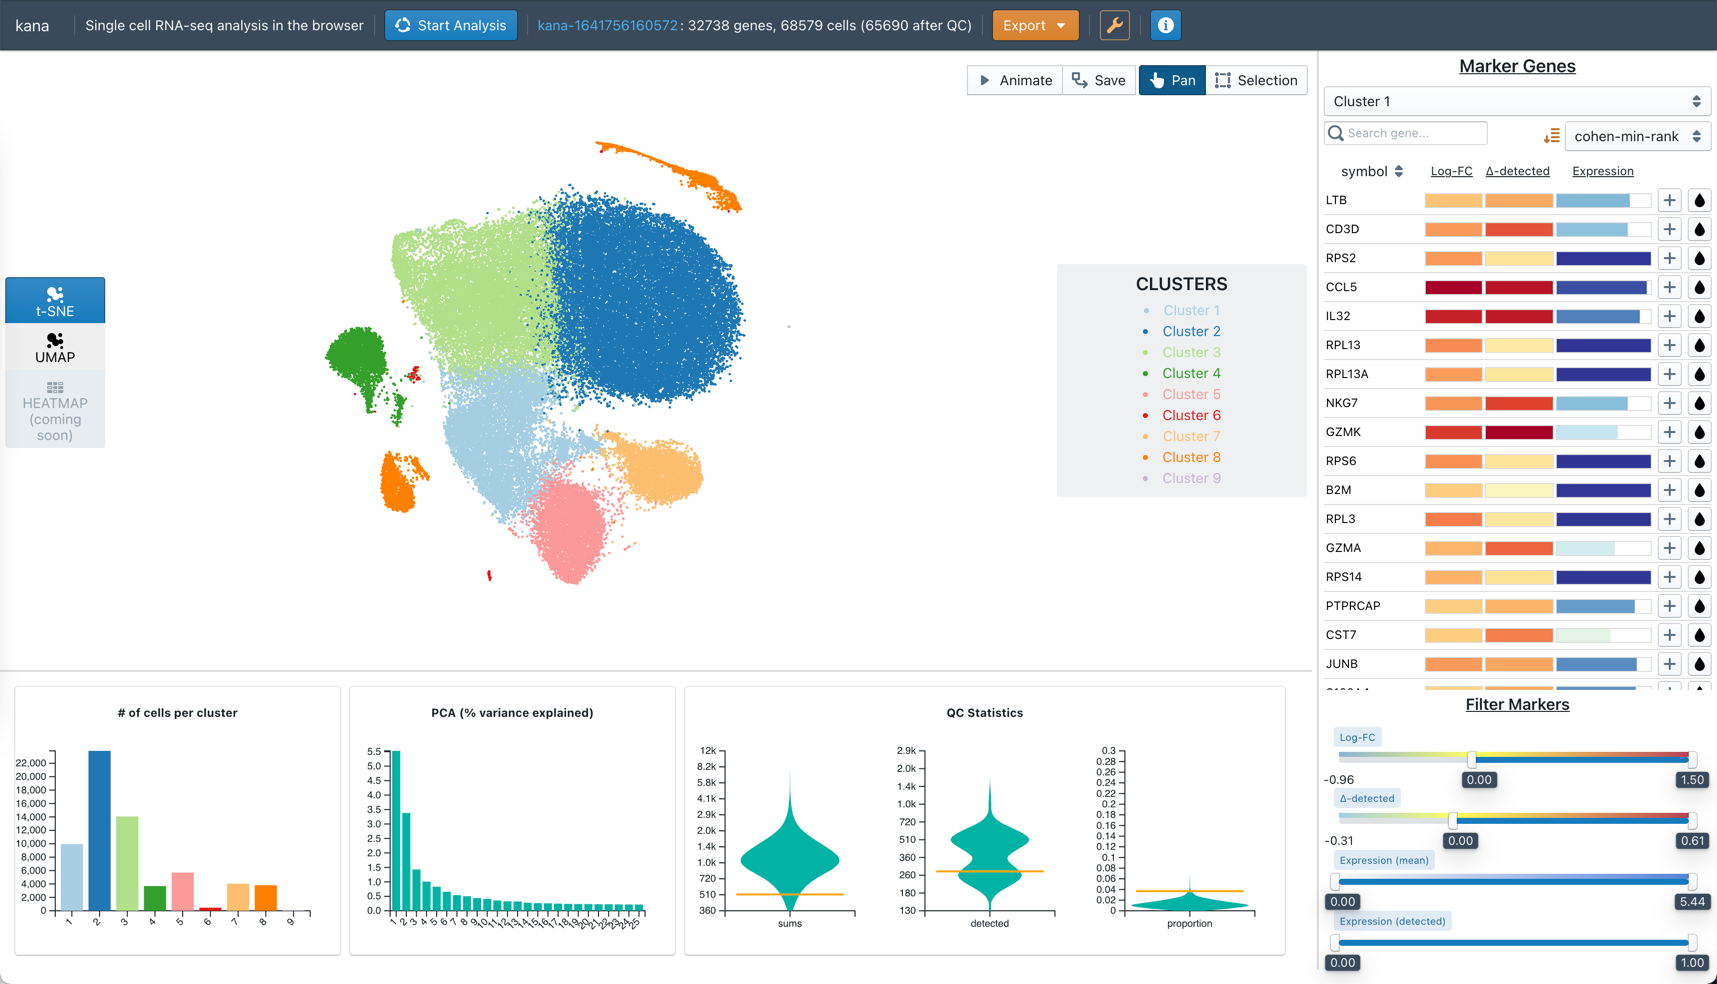 kana
Single cell RNA-seq analysis in the browser
Start Analysis
kana-1641756160572 : 32738 genes, 68579 cells (65690 after QC)
Export
Animate
Save
Pan
Selection
t-SNE
UMAP
HEATMAP
(coming
soon)
CLUSTERS
Cluster 1
Cluster 2
Cluster 3
Cluster 4
Cluster 5
Cluster 6
Cluster 7
Cluster 8
Cluster 9
Marker Genes
Cluster 1
Search gene...
cohen-min-rank
symbol Log-FC Δ-detected Expression
LTB
CD3D
RPS2
CCL5
IL32
RPL13
RPL13A
NKG7
GZMK
RPS6
B2M
RPL3
GZMA
RPS14
PTPRCAP
CST7
JUNB
Filter Markers
Log-FC
-0.96 0.00 1.50
Δ-detected
-0.31 0.00 0.61
Expression (mean)
0.00 5.44
Expression (detected)
0.00 1.00
# of cells per cluster
22,000
20,000
18,000
16,000
14,000
12,000
10,000
8,000
6,000
4,000
2,000
0
1 2 3 4 5 6 7 8 9
PCA (% variance explained)
5.5
5.0
4.5
4.0
3.5
3.0
2.5
2.0
1.5
1.0
0.5
0.0
1 2 3 4 5 6 7 8 9 10 11 12 13 14 15 16 17 18 19 20 21 22 23 24 25
QC Statistics
12k
8.2k
5.8k
4.1k
2.9k
2.0k
1.4k
1.0k
720
510
360
sums
2.9k
2.0k
1.4k
1.0k
720
510
360
260
180
130
detected
0.3
0.28
0.26
0.24
0.22
0.2
0.18
0.16
0.14
0.12
0.1
0.08
0.06
0.04
0.02
0
proportion